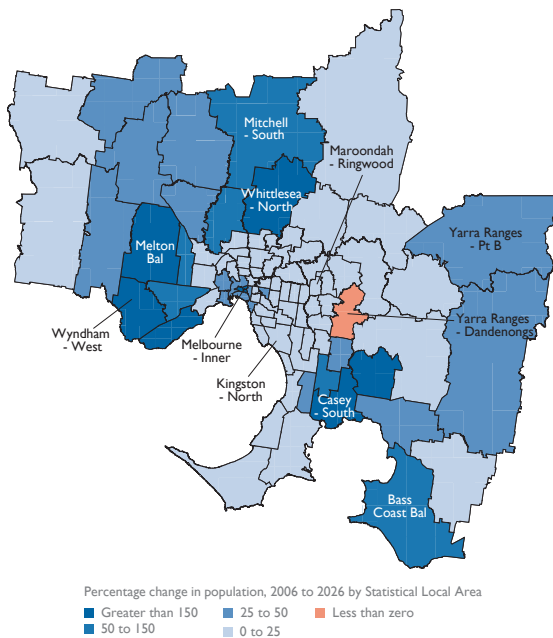 Mitchell
- South
Maroondah
- Ringwood
Whittlesea
- North
Yarra Ranges
- Pt B
Melton
Bal
Yarra Ranges
- Dandenongs
Wyndham
- West
Melbourne
- Inner
Kingston
- North
Casey
- South
Bass
Coast Bal
Percentage change in population, 2006 to 2026 by Statistical Local Area
Greater than 150
25 to 50
Less than zero
50 to 150
0 to 25